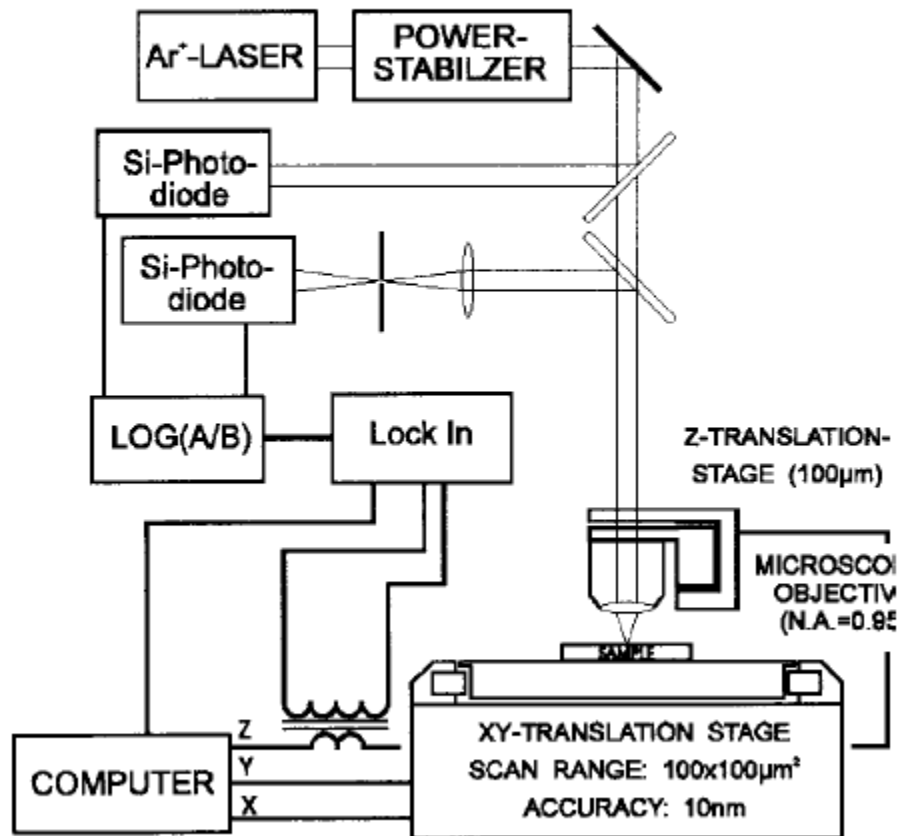 Ar⁺-LASER
POWER-
STABILZER
Si-Photo-
diode
Si-Photo-
diode
LOG(A/B)
Lock In
Z-TRANSLATION-
STAGE (100µm)
MICROSCO
OBJECTIV
(N.A.=0.95
SAMPLE
XY-TRANSLATION STAGE
SCAN RANGE: 100x100µm²
ACCURACY: 10nm
COMPUTER
Z
Y
X